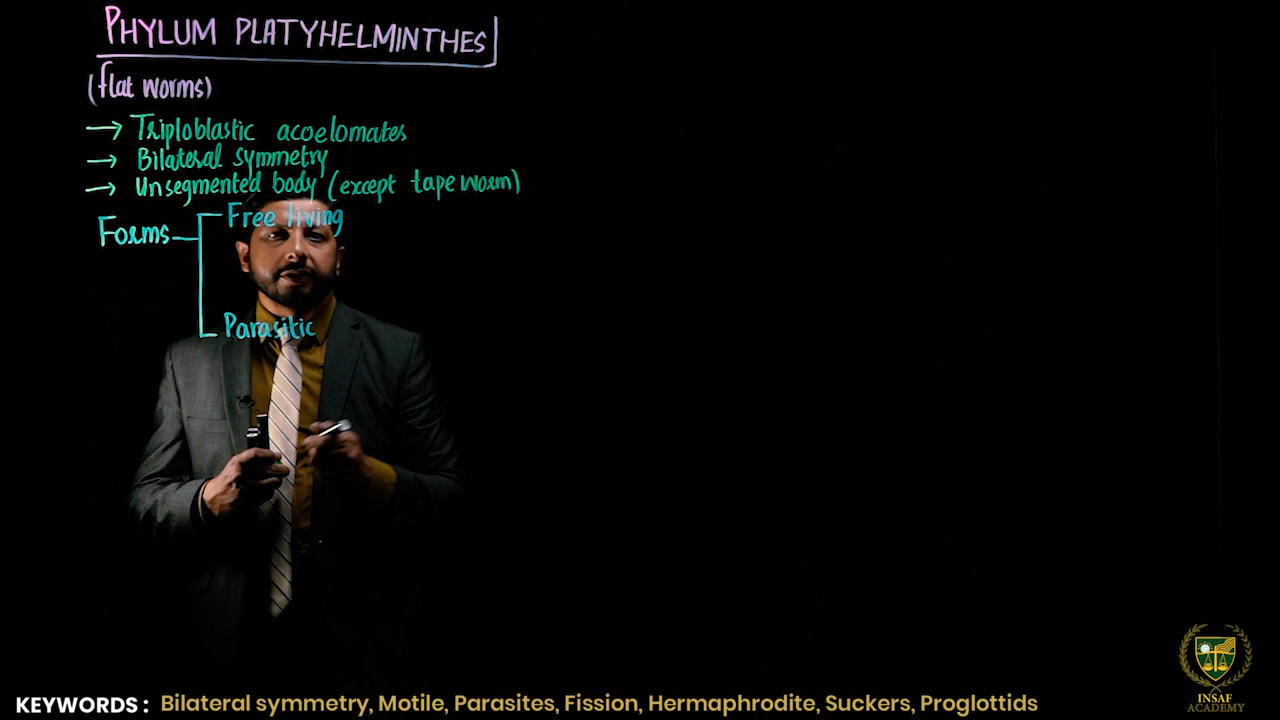 PHYLUM PLATYHELMINTHES
(flat worms)
→ Triploblastic acoelomates
→ Bilateral symmetry
→ Unsegmented body (except tape worm)
Forms
Free living
Parasitic
KEYWORDS : Bilateral symmetry, Motile, Parasites, Fission, Hermaphrodite, Suckers, Proglottids
INSAF
ACADEMY